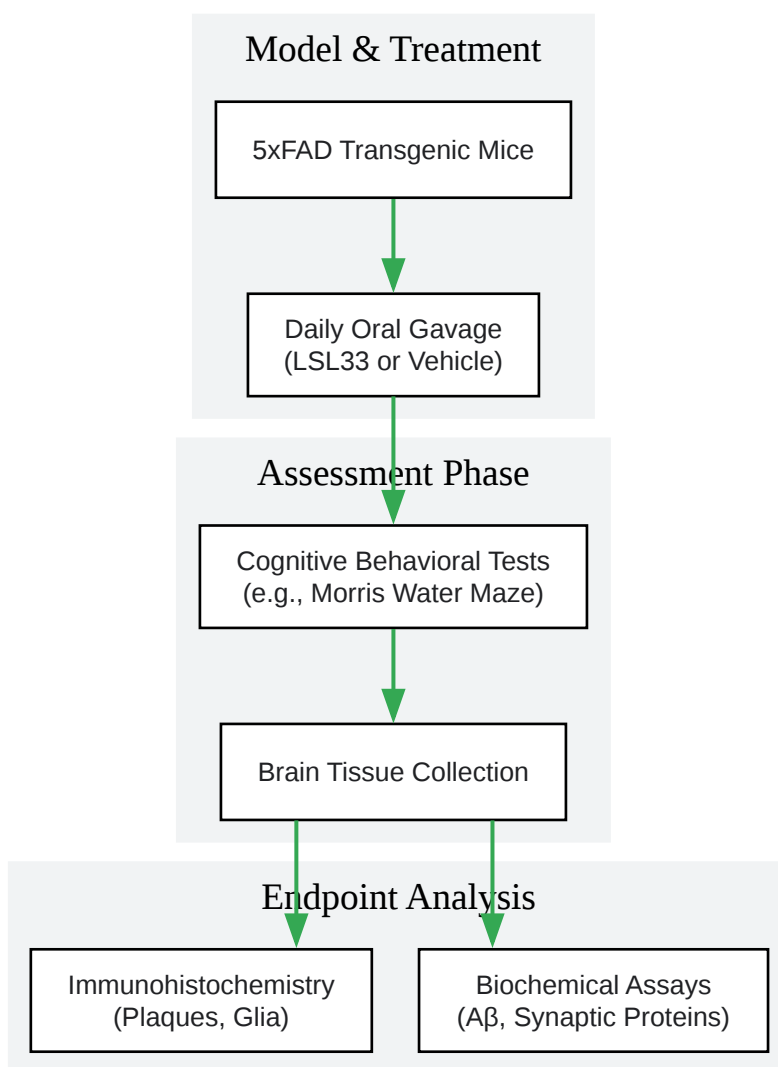 Model & Treatment
5xFAD Transgenic Mice
Daily Oral Gavage
(LSL33 or Vehicle)
Assessment Phase
Cognitive Behavioral Tests
(e.g., Morris Water Maze)
Brain Tissue Collection
Endpoint Analysis
Immunohistochemistry
(Plaques, Glia)
Biochemical Assays
(Aβ, Synaptic Proteins)